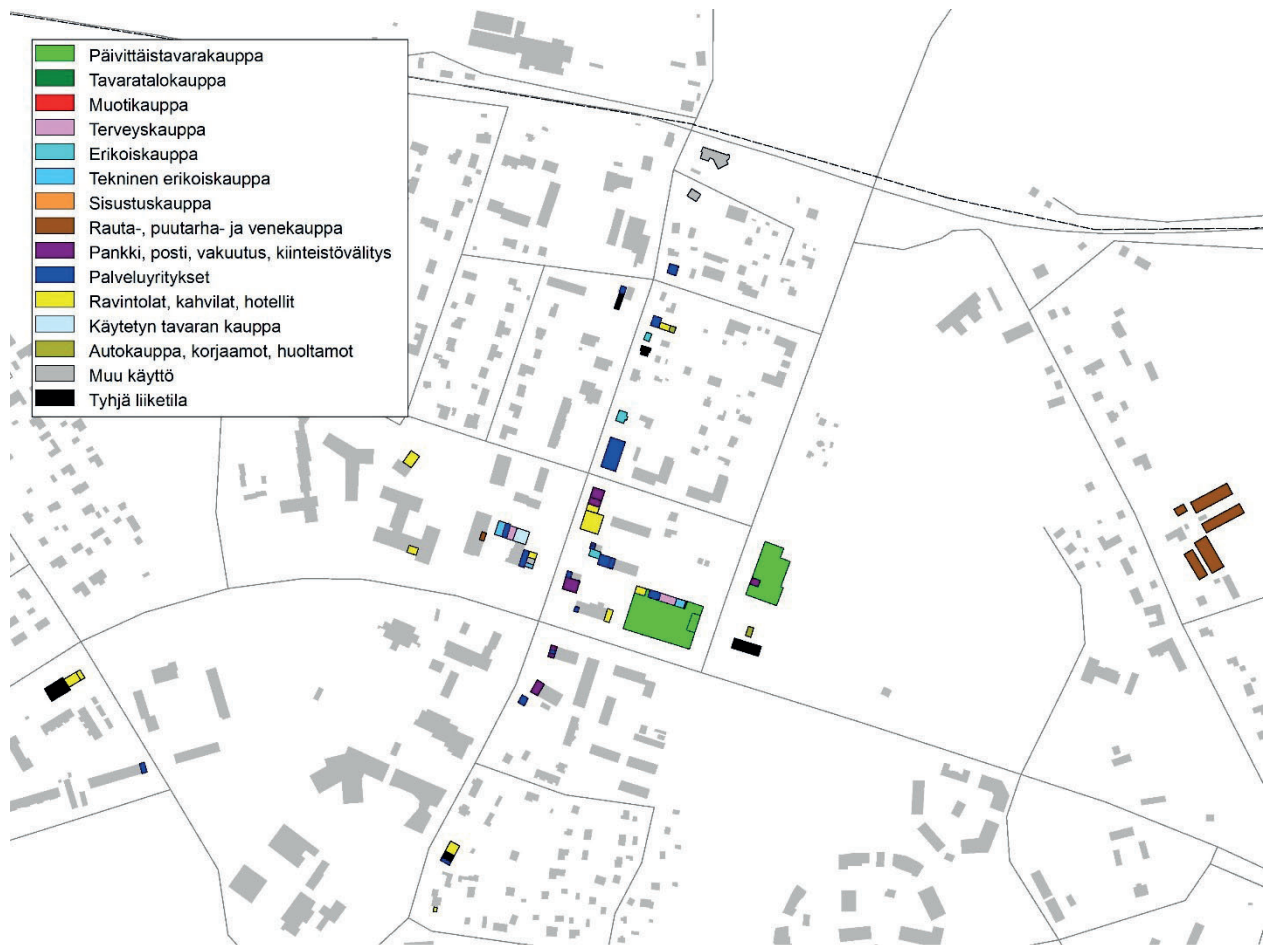 Päivittäistavarakauppa
Tavaratalokauppa
Muotikauppa
Terveyskauppa
Erikoiskauppa
Tekninen erikoiskauppa
Sisustuskauppa
Rauta-, puutarha- ja venekauppa
Pankki, posti, vakuutus, kiinteistövälitys
Palveluyritykset
Ravintolat, kahvilat, hotellit
Käytetyn tavaran kauppa
Autokauppa, korjaamot, huoltamot
Muu käyttö
Tyhjä liiketila